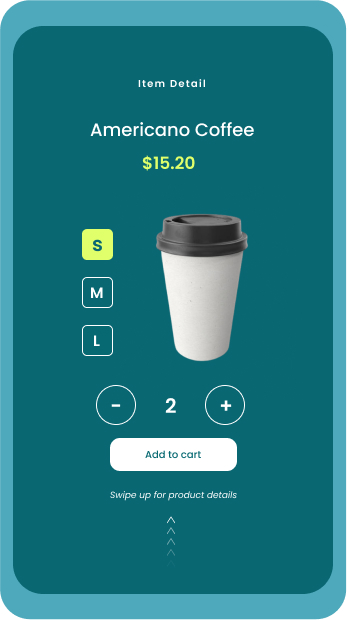 Item Detail
Americano Coffee
$15.20
S
M
L
- 2 +
Add to cart
Swipe up for product details